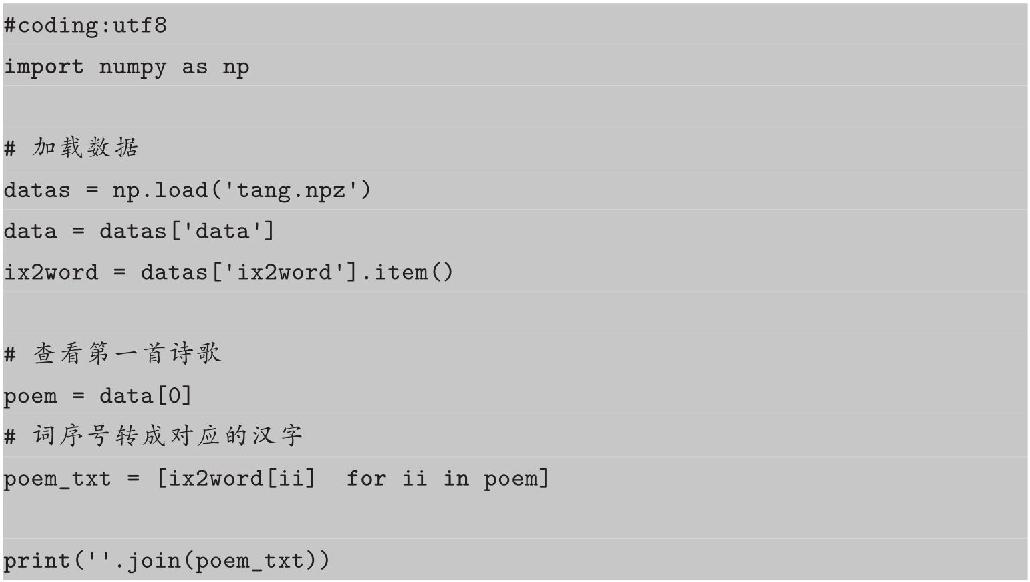 #coding:utf8
import numpy as np
# 加载数据
datas = np.load('tang.npz')
data = datas['data']
ix2word = datas['ix2word'].item()
# 查看第一首诗歌
poem = data[0]
# 词序号转成对应的汉字
poem_txt = [ix2word[ii]  for ii in poem]
print(''.join(poem_txt))